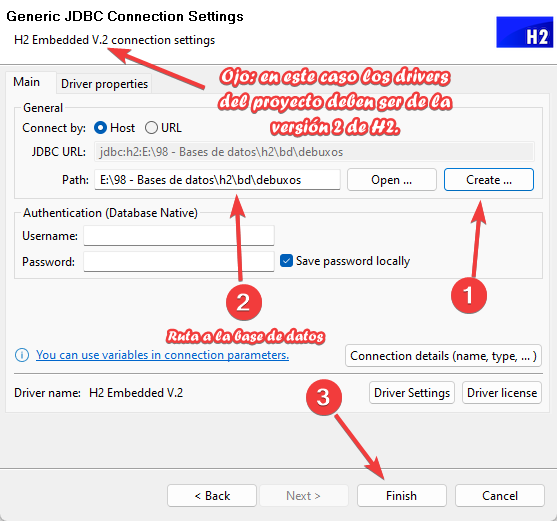 Generic JDBC Connection Settings
H2 Embedded V.2 connection settings
H2
Ojo: en este caso los drivers
del proyecto deben ser de la
versión 2 de H2.
Main
Driver properties
General
Connect by: Host URL
JDBC URL: jdbc:h2:E:\98 - Bases de datos\h2\bd\debuxos
Path: E:\98 - Bases de datos\h2\bd\debuxos Open ... Create ...
Authentication (Database Native)
Username:
Password: Save password locally
1
2
Ruta a la base de datos
You can use variables in connection parameters. Connection details (name, type, ... )
3
Driver name: H2 Embedded V.2 Driver Settings Driver license
< Back Next > Finish Cancel